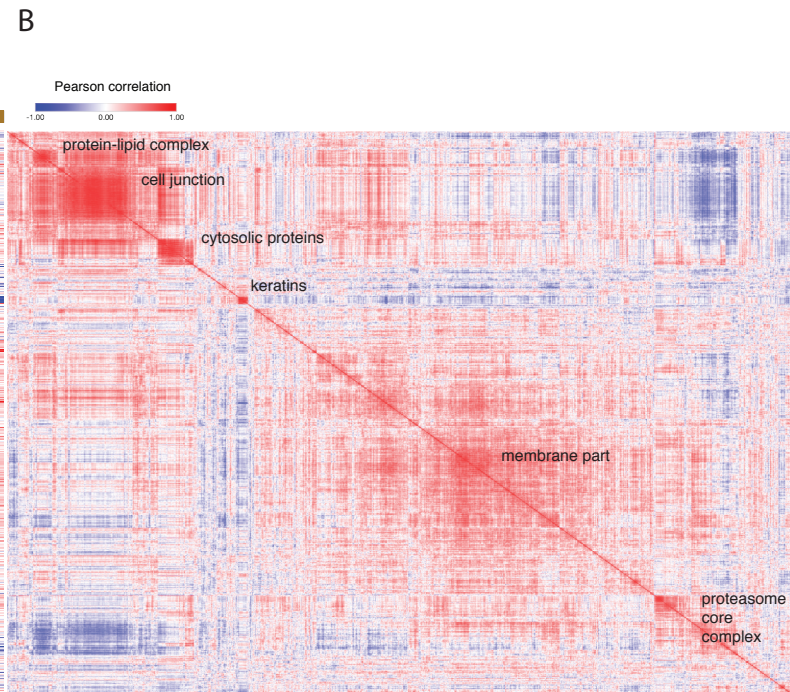 B
Pearson correlation
-1.00 0.00 1.00
protein-lipid complex
cell junction
cytosolic proteins
keratins
membrane part
proteasome
core
complex